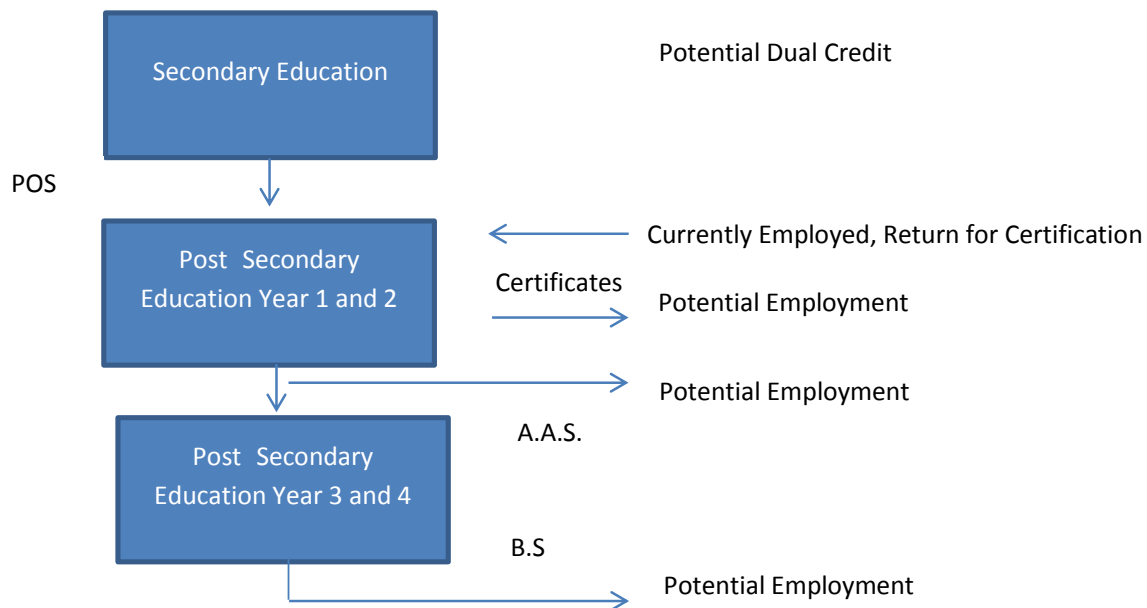 Secondary Education
Potential Dual Credit
POS
Currently Employed, Return for Certification
Post Secondary
Education Year 1 and 2
Certificates
Potential Employment
Potential Employment
A.A.S.
Post Secondary
Education Year 3 and 4
B.S
Potential Employment